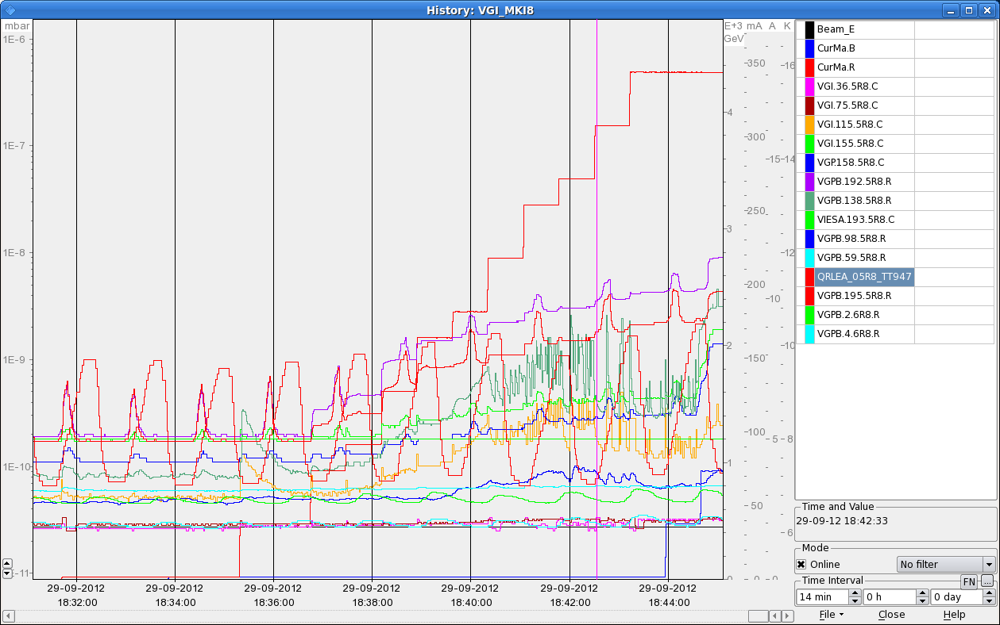 History: VGI_MKI8
mbar
E+3 mA A K
GeV
1E-6
1E-7
1E-8
1E-9
1E-10
E-11
4
3
2
1
0
350
300
250
200
150
100
50
0
-15
-10
-5
-0
-16
-14
-12
-10
-8
-6
29-09-2012 29-09-2012 29-09-2012 29-09-2012 29-09-2012 29-09-2012 29-09-2012
18:32:00 18:34:00 18:36:00 18:38:00 18:40:00 18:42:00 18:44:00
Beam_E
CurMa.B
CurMa.R
VGI.36.5R8.C
VGI.75.5R8.C
VGI.115.5R8.C
VGI.155.5R8.C
VGP.158.5R8.C
VGPB.192.5R8.R
VGPB.138.5R8.R
VIESA.193.5R8.C
VGPB.98.5R8.R
VGPB.59.5R8.R
QRLEA_05R8_TT947
VGPB.195.5R8.R
VGPB.2.6R8.R
VGPB.4.6R8.R
Time and Value
29-09-12 18:42:33
Mode
Online No filter
Time Interval FN ...
14 min 0 h 0 day
File Close Help